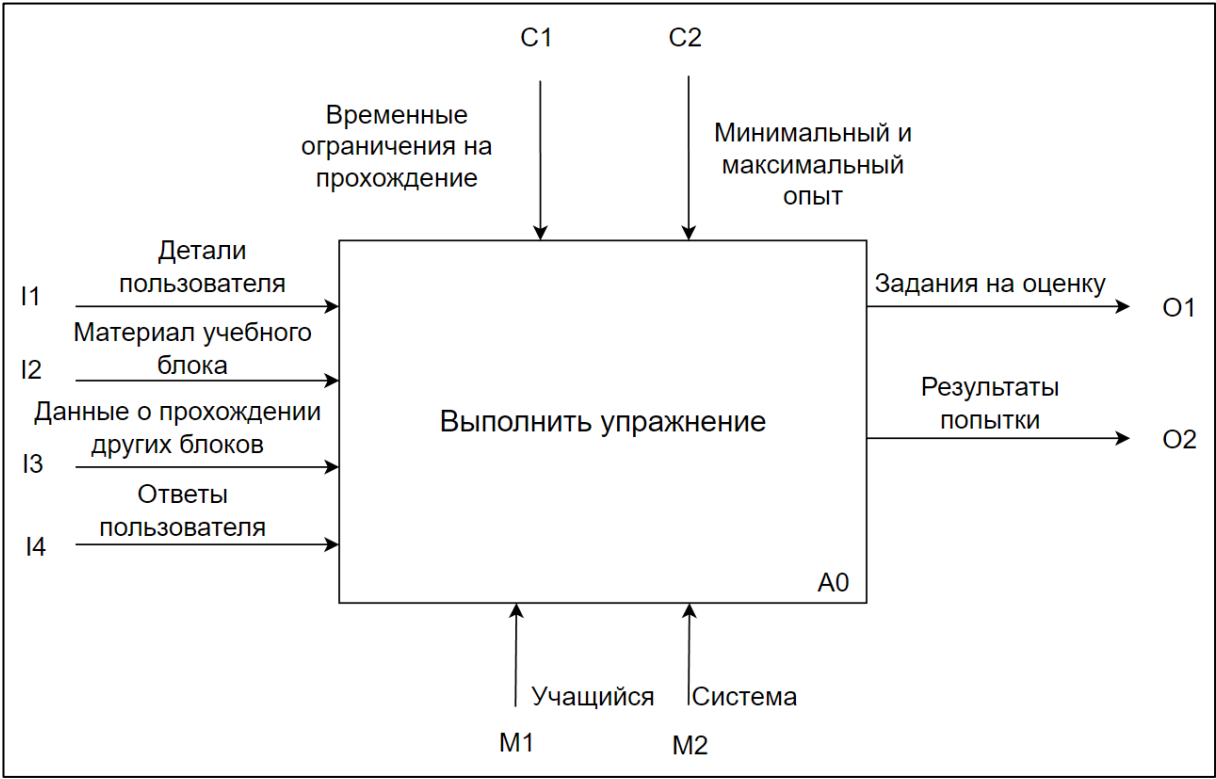 C1
C2
Временные
ограничения на
прохождение
Минимальный и
максимальный
опыт
Детали
пользователя
I1
Материал учебного
блока
I2
Данные о прохождении
других блоков
I3
Ответы
пользователя
I4
Выполнить упражнение
A0
Задания на оценку
O1
Результаты
попытки
O2
Учащийся
Система
M1
M2